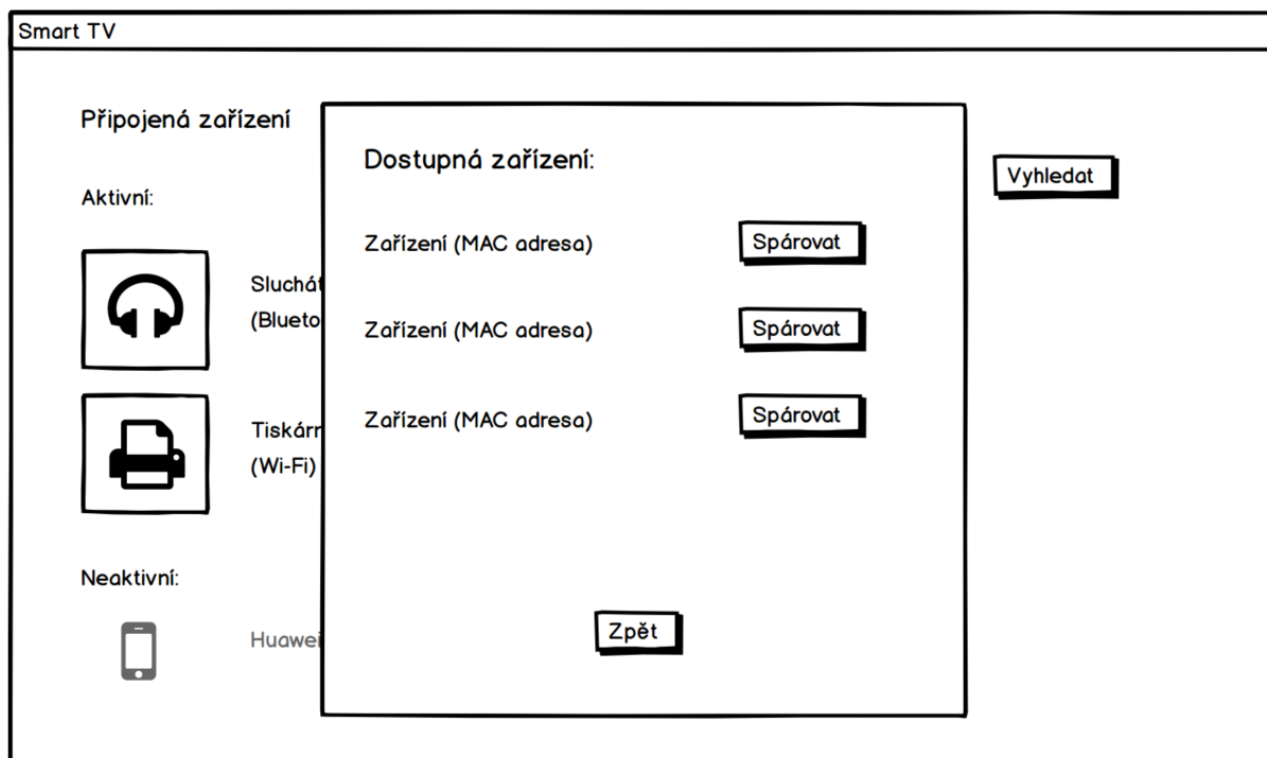 Smart TV
Připojená zařízení
Aktivní:
(Wi-Fi)
Neaktivní:
Huawei
Dostupná zařízení:
Zařízení (MAC adresa)
Spárovat
Zařízení (MAC adresa)
Spárovat
Zařízení (MAC adresa)
Spárovat
Zpět
Vyhledat